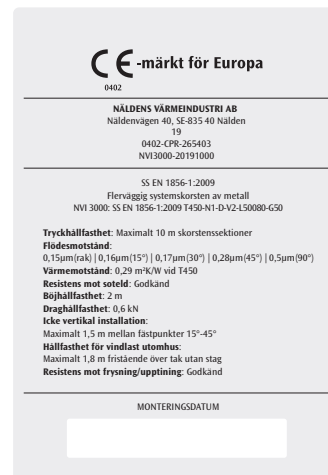 CE -märkt för Europa
0402
NÄLDENS VÄRMEINDUSTRI AB
Näldenvägen 40, SE-835 40 Nälden
19
0402-CPR-265403
NVI3000-20191000
SS EN 1856-1:2009
Flerväggig systemskorsten av metall
NVI 3000: SS EN 1856-1:2009 T450-N1-D-V2-L50080-G50
Tryckhållfasthet: Maximalt 10 m skorstenssektioner
Flödesmotstånd:
0,15µm(rak) | 0,16µm(15°) | 0,17µm(30°) | 0,28µm(45°) | 0,5µm(90°)
Värmemotstånd: 0,29 m²K/W vid T450
Resistens mot soteld: Godkänd
Böjhållfasthet: 2 m
Draghållfasthet: 0,6 kN
Icke vertikal installation:
Maximalt 1,5 m mellan fästpunkter 15°-45°
Hållfasthet för vindlast utomhus:
Maximalt 1,8 m fristående över tak utan stag
Resistens mot frysning/upptining: Godkänd
MONTERINGSDATUM